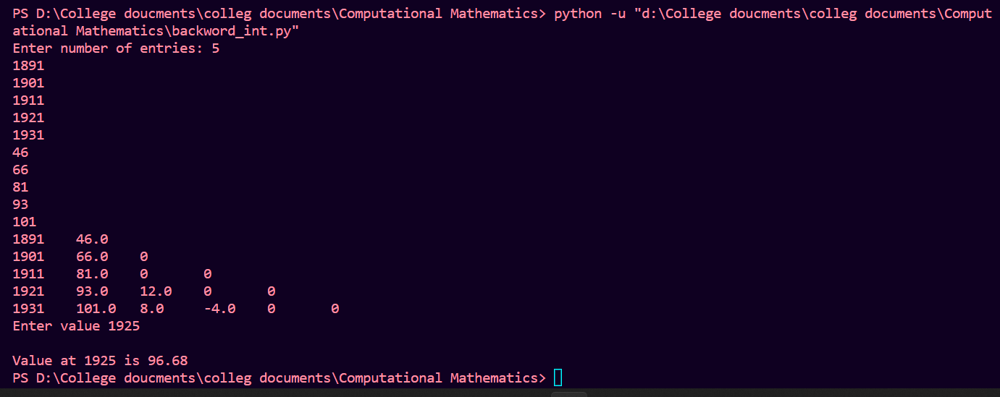 PS D:\College doucments\colleg documents\Computational Mathematics> python -u "d:\College doucments\colleg documents\Comput
ational Mathematics\backword_int.py"
Enter number of entries: 5
1891
1901
1911
1921
1931
46
66
81
93
101
1891    46.0
1901    66.0    0
1911    81.0    0       0
1921    93.0    12.0    0       0
1931    101.0   8.0     -4.0    0       0
Enter value 1925
Value at 1925 is 96.68
PS D:\College doucments\colleg documents\Computational Mathematics>